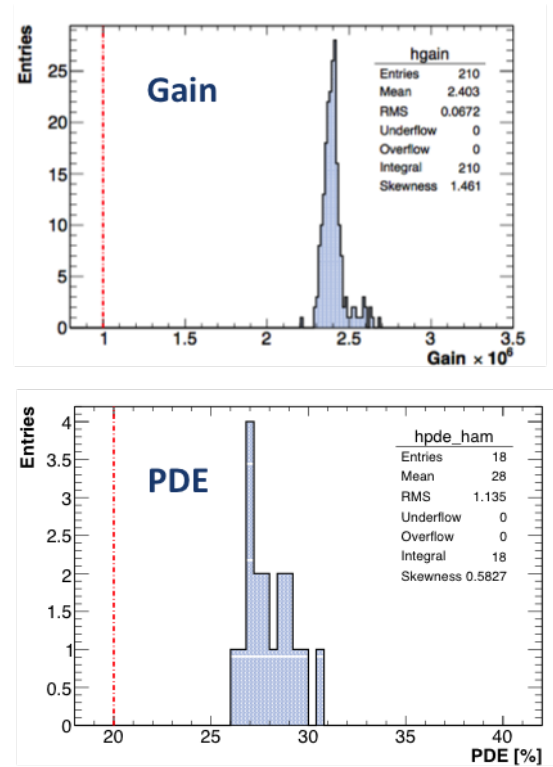 Entries
25
20
15
10
5
0
Gain
hgain
Entries 210
Mean 2.403
RMS 0.0672
Underflow 0
Overflow 0
Integral 210
Skewness 1.461
1 1.5 2 2.5 3 3.5
Gain × 10⁶
Entries
4
3.5
3
2.5
2
1.5
1
0.5
0
PDE
hpde_ham
Entries 18
Mean 28
RMS 1.135
Underflow 0
Overflow 0
Integral 18
Skewness 0.5827
20 25 30 35 40
PDE [%]